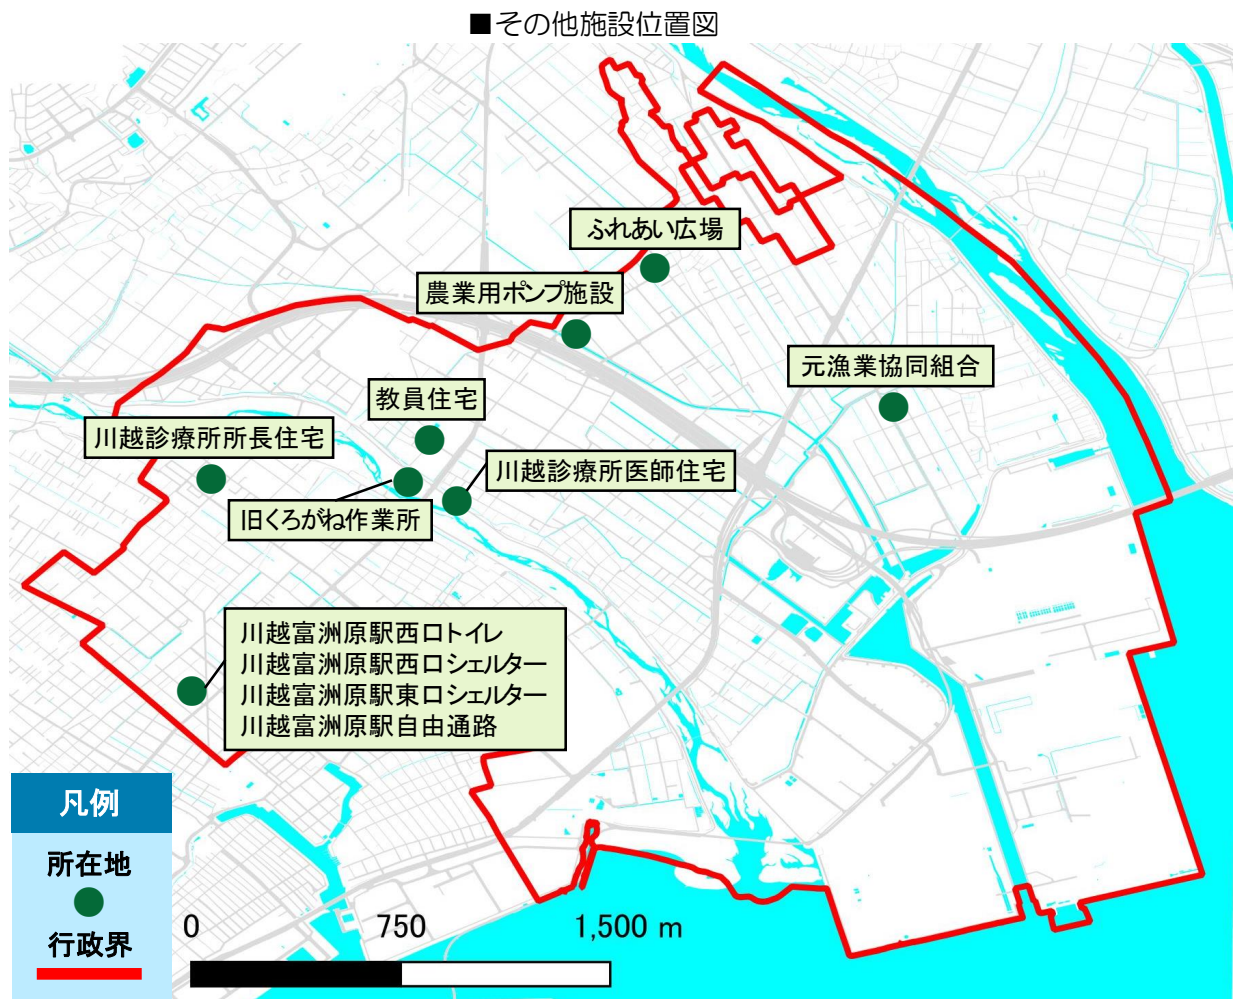 ■その他施設位置図
ふれあい広場
農業用ポンプ施設
元漁業協同組合
教員住宅
川越診療所所長住宅
川越診療所医師住宅
旧くろがね作業所
川越富洲原駅西口トイレ
川越富洲原駅西口シェルター
川越富洲原駅東口シェルター
川越富洲原駅自由通路
凡例
所在地
行政界
0 750 1,500 m